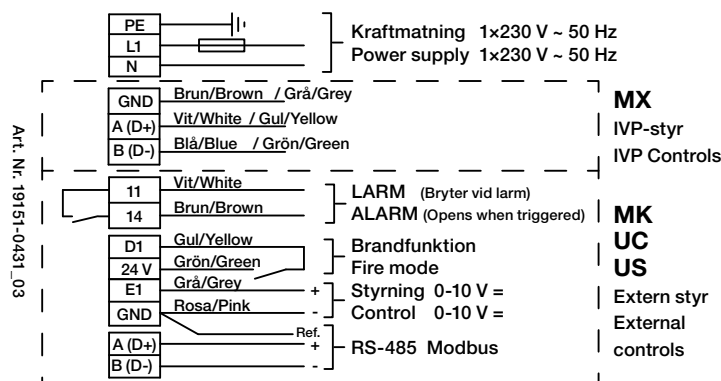 PE
L1
N
Kraftmatning 1×230 V ~ 50 Hz
Power supply 1×230 V ~ 50 Hz
GND Brun/Brown / Grå/Grey
A (D+) Vit/White / Gul/Yellow
B (D-) Blå/Blue / Grön/Green
MX
IVP-styr
IVP Controls
11 Vit/White
14 Brun/Brown
LARM (Bryter vid larm)
ALARM (Opens when triggered)
D1 Gul/Yellow
24 V Grön/Green
Brandfunktion
Fire mode
E1 Grå/Grey +
GND Rosa/Pink -
Styrning 0-10 V =
Control 0-10 V =
Ref.
A (D+) +
B (D-) -
RS-485 Modbus
MK
UC
US
Extern styr
External
controls
Art. Nr. 19151-0431_03